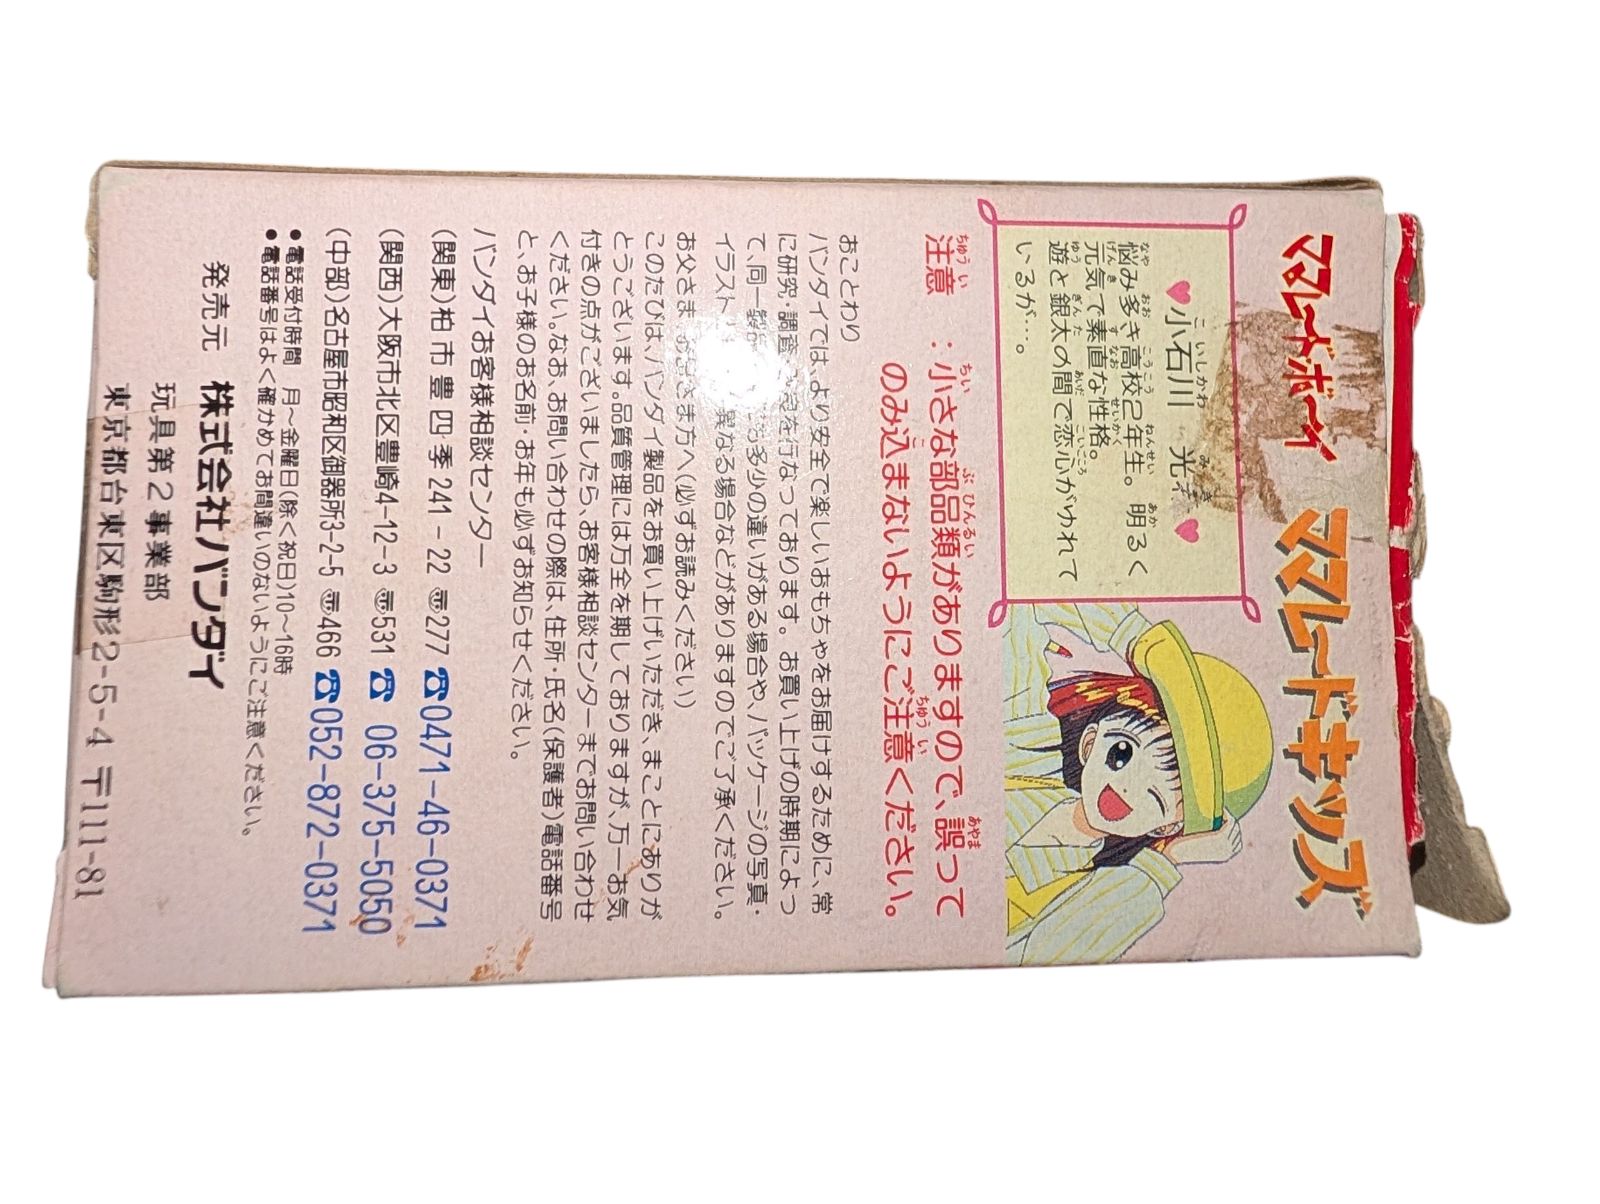 ママレード・ボーイ
ママレードキッズ
♥小石川 光希♥
悩み多き高校2年生。明るく
元気で素直な性格。
遊と銀太の間で恋心がゆれて
いるが…。
注意：小さな部品類がありますので、誤って
のみ込まないようにご注意ください。
おことわり
バンダイでは、より安全で楽しいおもちゃをお届けするために、常
に研究・調査 を行なっております。お買い上げの時期によっ
て、同一製品 も多少の違いがある場合や、パッケージの写真・
イラスト 異なる場合などがありますのでご了承ください。
お父さま・お母さま方へ(必ずお読みください)
このたびは、バンダイ製品をお買い上げいただき、まことにありが
とうございます。品質管理には万全を期しておりますが、万一お気
付きの点がございましたら、お客様相談センターまでお問い合わせ
ください。なお、お問い合わせの際は、住所・氏名(保護者)電話番号
と、お子様のお名前・お年も必ずお知らせください。
バンダイお客様相談センター
(関東)柏市豊四季241-22 〠277 ☎0471-46-0371
(関西)大阪市北区豊崎4-12-3 〠531 ☎06-375-5050
(中部)名古屋市昭和区御器所3-2-5 〠466 ☎052-872-0371
●電話受付時間 月〜金曜日(除く祝日)10〜16時
●電話番号はよく確かめてお間違いのないようにご注意ください。
発売元 株式会社バンダイ
玩具第2事業部
東京都台東区駒形2-5-4 〒111-81